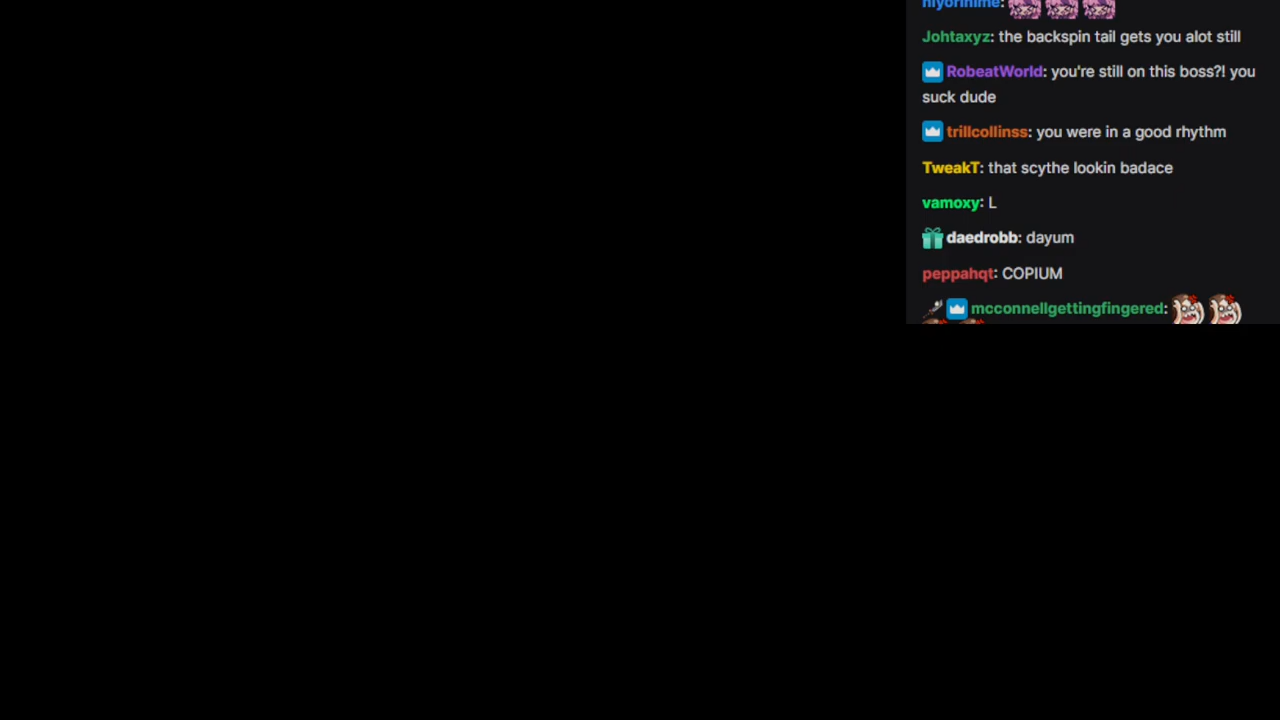 hiyorihime:
Johtaxyz: the backspin tail gets you alot still
RobeatWorld: you're still on this boss?! you
suck dude
trillcollinss: you were in a good rhythm
TweakT: that scythe lookin badace
vamoxy: L
daedrobb: dayum
peppahqt: COPIUM
mcconnellgettingfingered: